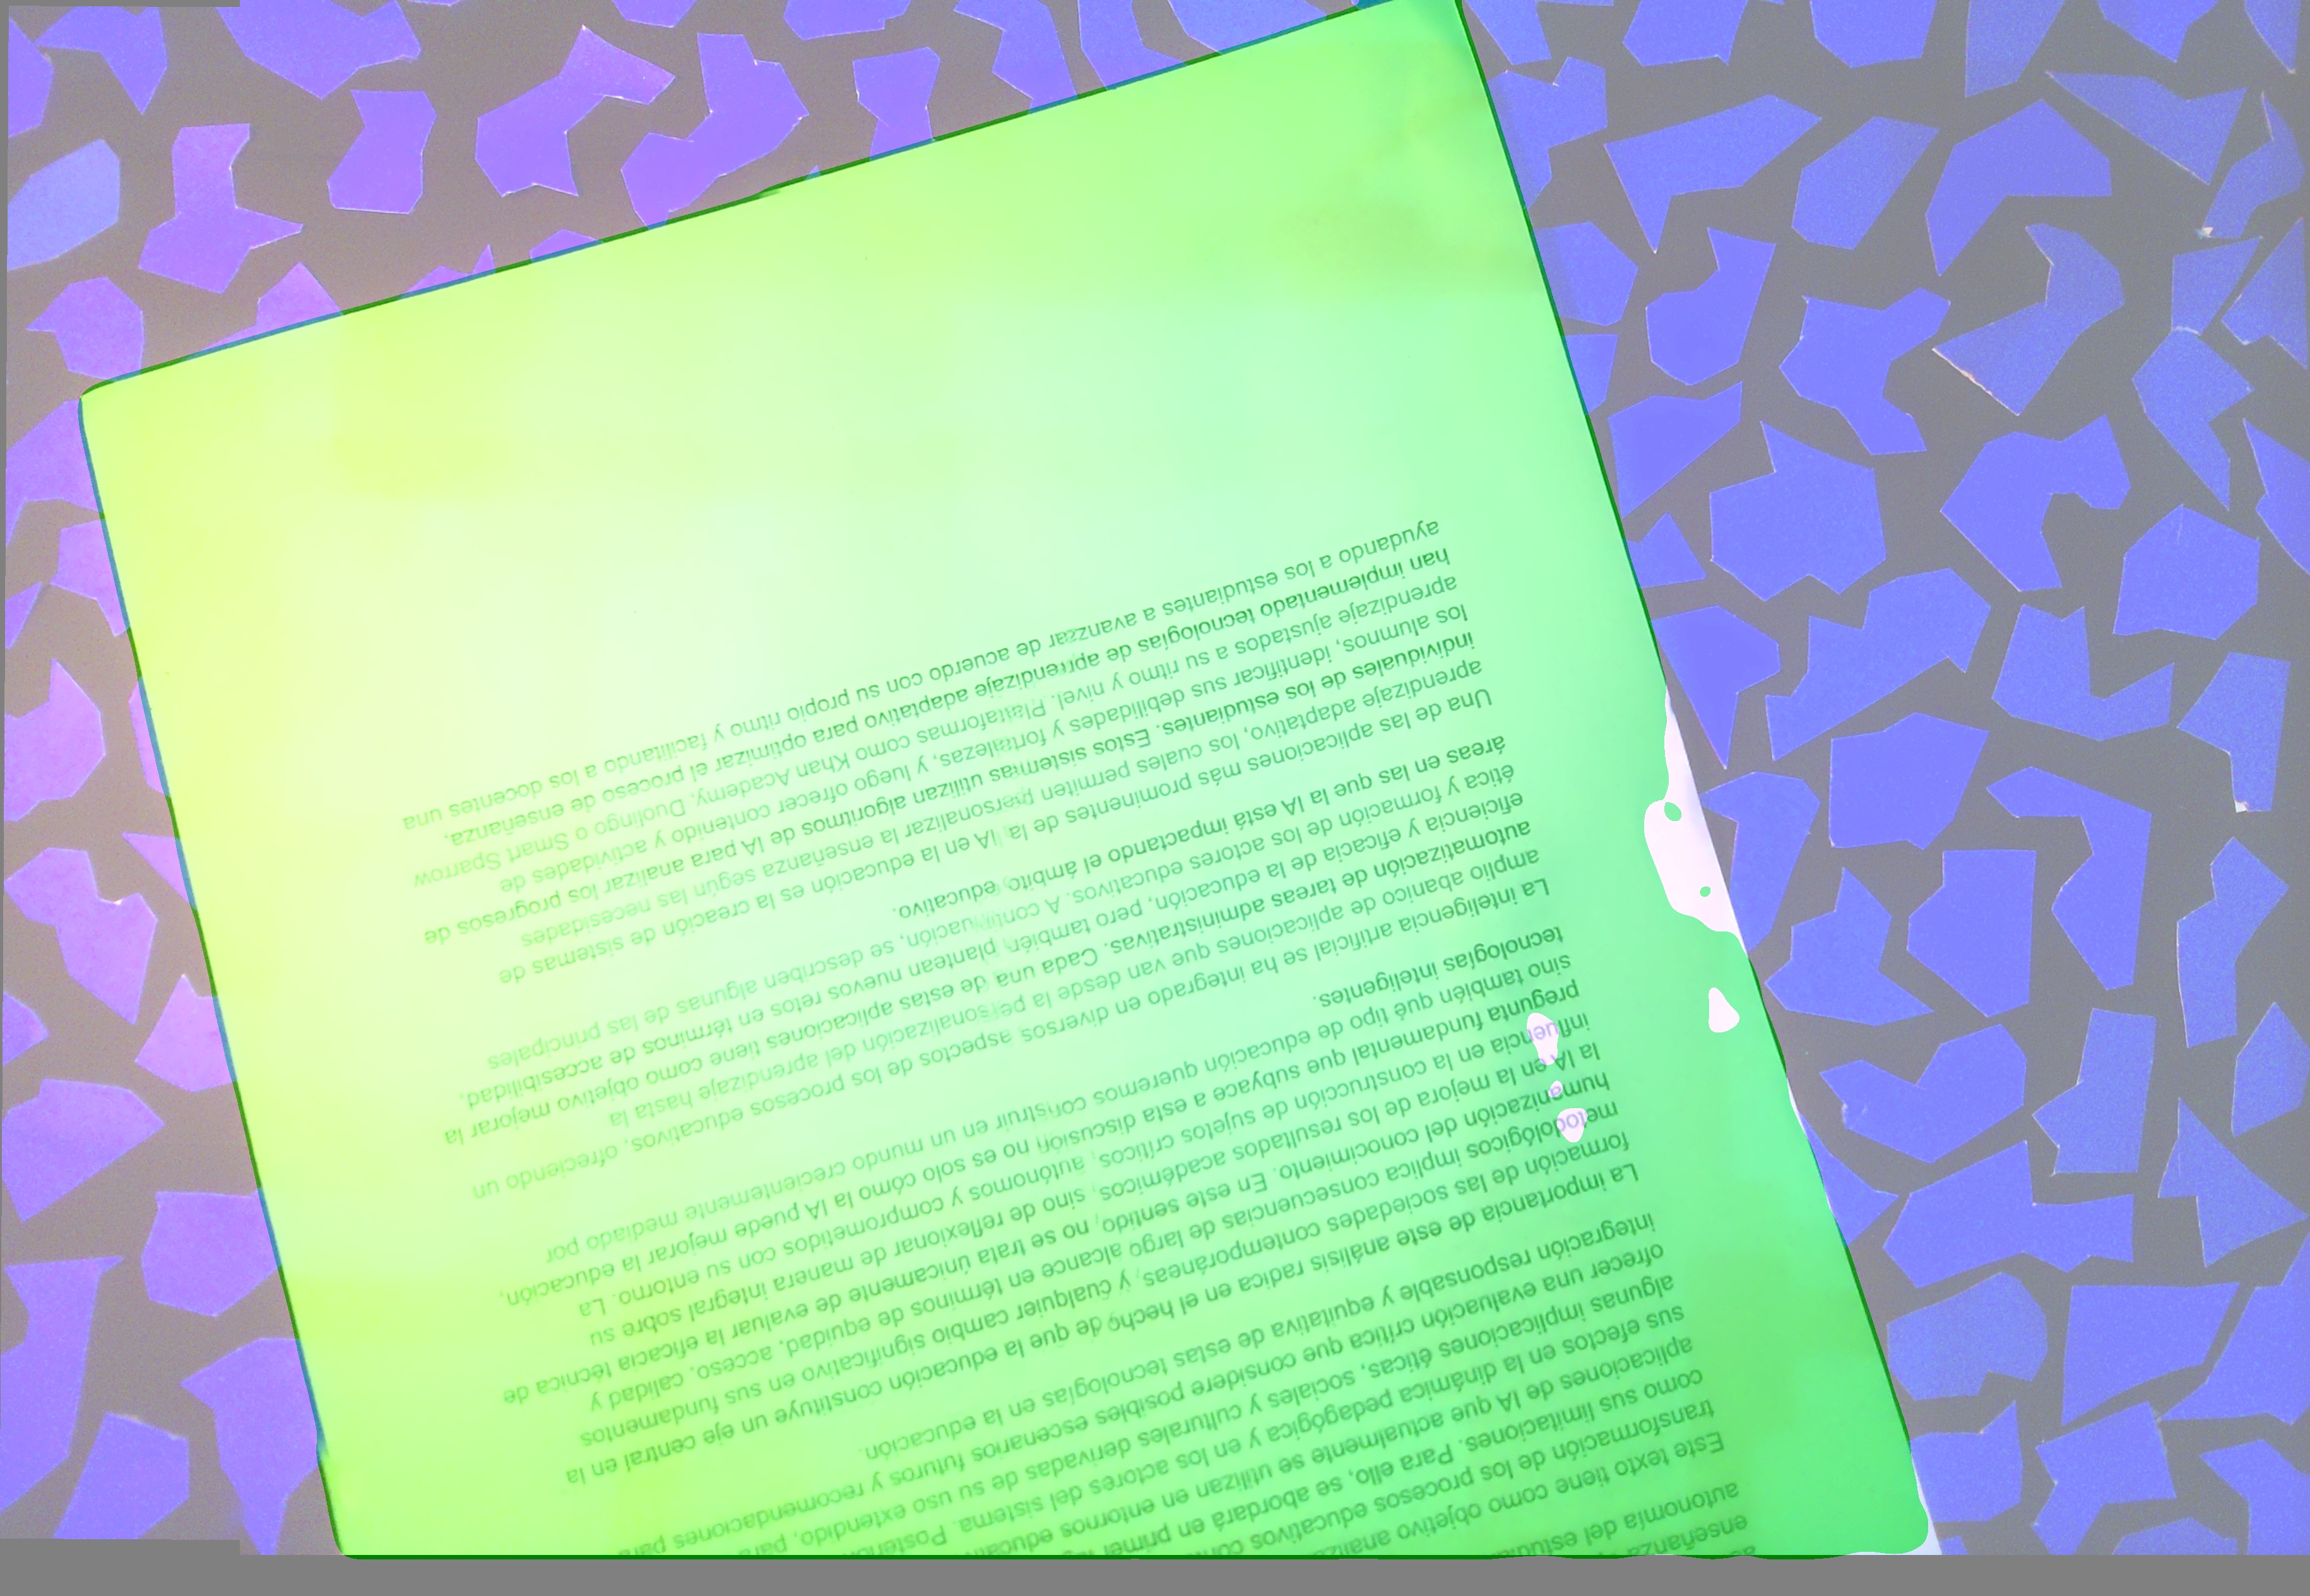 enseñanza
autonomía del
Este texto tiene como objetivo
transformación de los procesos educativos
como sus limitaciones. Para ello, se abordará en primer
aplicaciones de IA que actualmente se utilizan en entornos
sus efectos en la dinámica pedagógica y en los actores del sistema.
algunas implicaciones éticas, sociales y culturales derivadas de su uso extendido, para
ofrecer una evaluación crítica que considere posibles escenarios futuros y recomendaciones para
integración responsable y equitativa de estas tecnologías en la educación.
La importancia de este análisis radica en el hecho de que la educación constituye un eje central en la
formación de las sociedades contemporáneas, y cualquier cambio significativo en sus fundamentos
metodológicos implica consecuencias de largo alcance en términos de equidad, acceso, calidad y
humanización del conocimiento. En este sentido, no se trata únicamente de evaluar la eficacia técnica de
la IA en la mejora de los resultados académicos, sino de reflexionar de manera integral sobre su
influencia en la construcción de sujetos críticos, autónomos y comprometidos con su entorno. La
pregunta fundamental que subyace a esta discusión no es solo cómo la IA puede mejorar la educación,
sino también qué tipo de educación queremos construir en un mundo crecientemente mediado por
tecnologías inteligentes.
La inteligencia artificial se ha integrado en diversos aspectos de los procesos educativos, ofreciendo un
amplio abanico de aplicaciones que van desde la personalización del aprendizaje hasta la
automatización de tareas administrativas. Cada una de estas aplicaciones tiene como objetivo mejorar la
eficiencia y eficacia de la educación, pero también plantean nuevos retos en términos de accesibilidad,
ética y formación de los actores educativos. A continuación, se describen algunas de las principales
áreas en las que la IA está impactando el ámbito educativo.
Una de las aplicaciones más prominentes de la IA en la educación es la creación de sistemas de
aprendizaje adaptativo, los cuales permiten personalizar la enseñanza según las necesidades
individuales de los estudiantes. Estos sistemas utilizan algoritmos de IA para analizar los progresos de
los alumnos, identificar sus debilidades y fortalezas, y luego ofrecer contenido y actividades de
aprendizaje ajustados a su ritmo y nivel. Plataformas como Khan Academy, Duolingo o Smart Sparrow
han implementado tecnologías de aprendizaje adaptativo para optimizar el proceso de enseñanza,
ayudando a los estudiantes a avanzar de acuerdo con su propio ritmo y facilitando a los docentes una